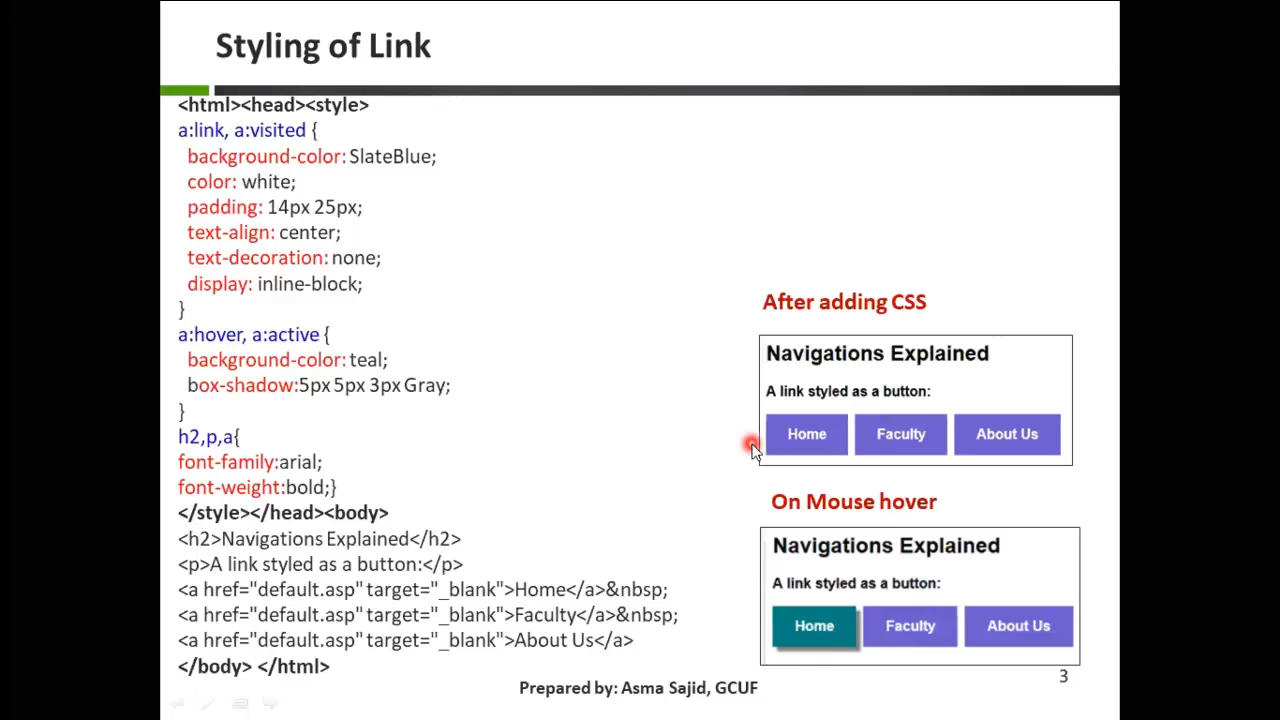 Styling of Link
<html><head><style>
a:link, a:visited {
background-color: SlateBlue;
color: white;
padding: 14px 25px;
text-align: center;
text-decoration: none;
display: inline-block;
}
a:hover, a:active {
background-color: teal;
box-shadow:5px 5px 3px Gray;
}
h2,p,a{
font-family:arial;
font-weight:bold;}
</style></head><body>
<h2>Navigations Explained</h2>
<p>A link styled as a button:</p>
<a href="default.asp" target="_blank">Home</a>&nbsp;
<a href="default.asp" target="_blank">Faculty</a>&nbsp;
<a href="default.asp" target="_blank">About Us</a>
</body> </html>
After adding CSS
Navigations Explained
A link styled as a button:
Home Faculty About Us
On Mouse hover
Navigations Explained
A link styled as a button:
Home Faculty About Us
Prepared by: Asma Sajid, GCUF
3